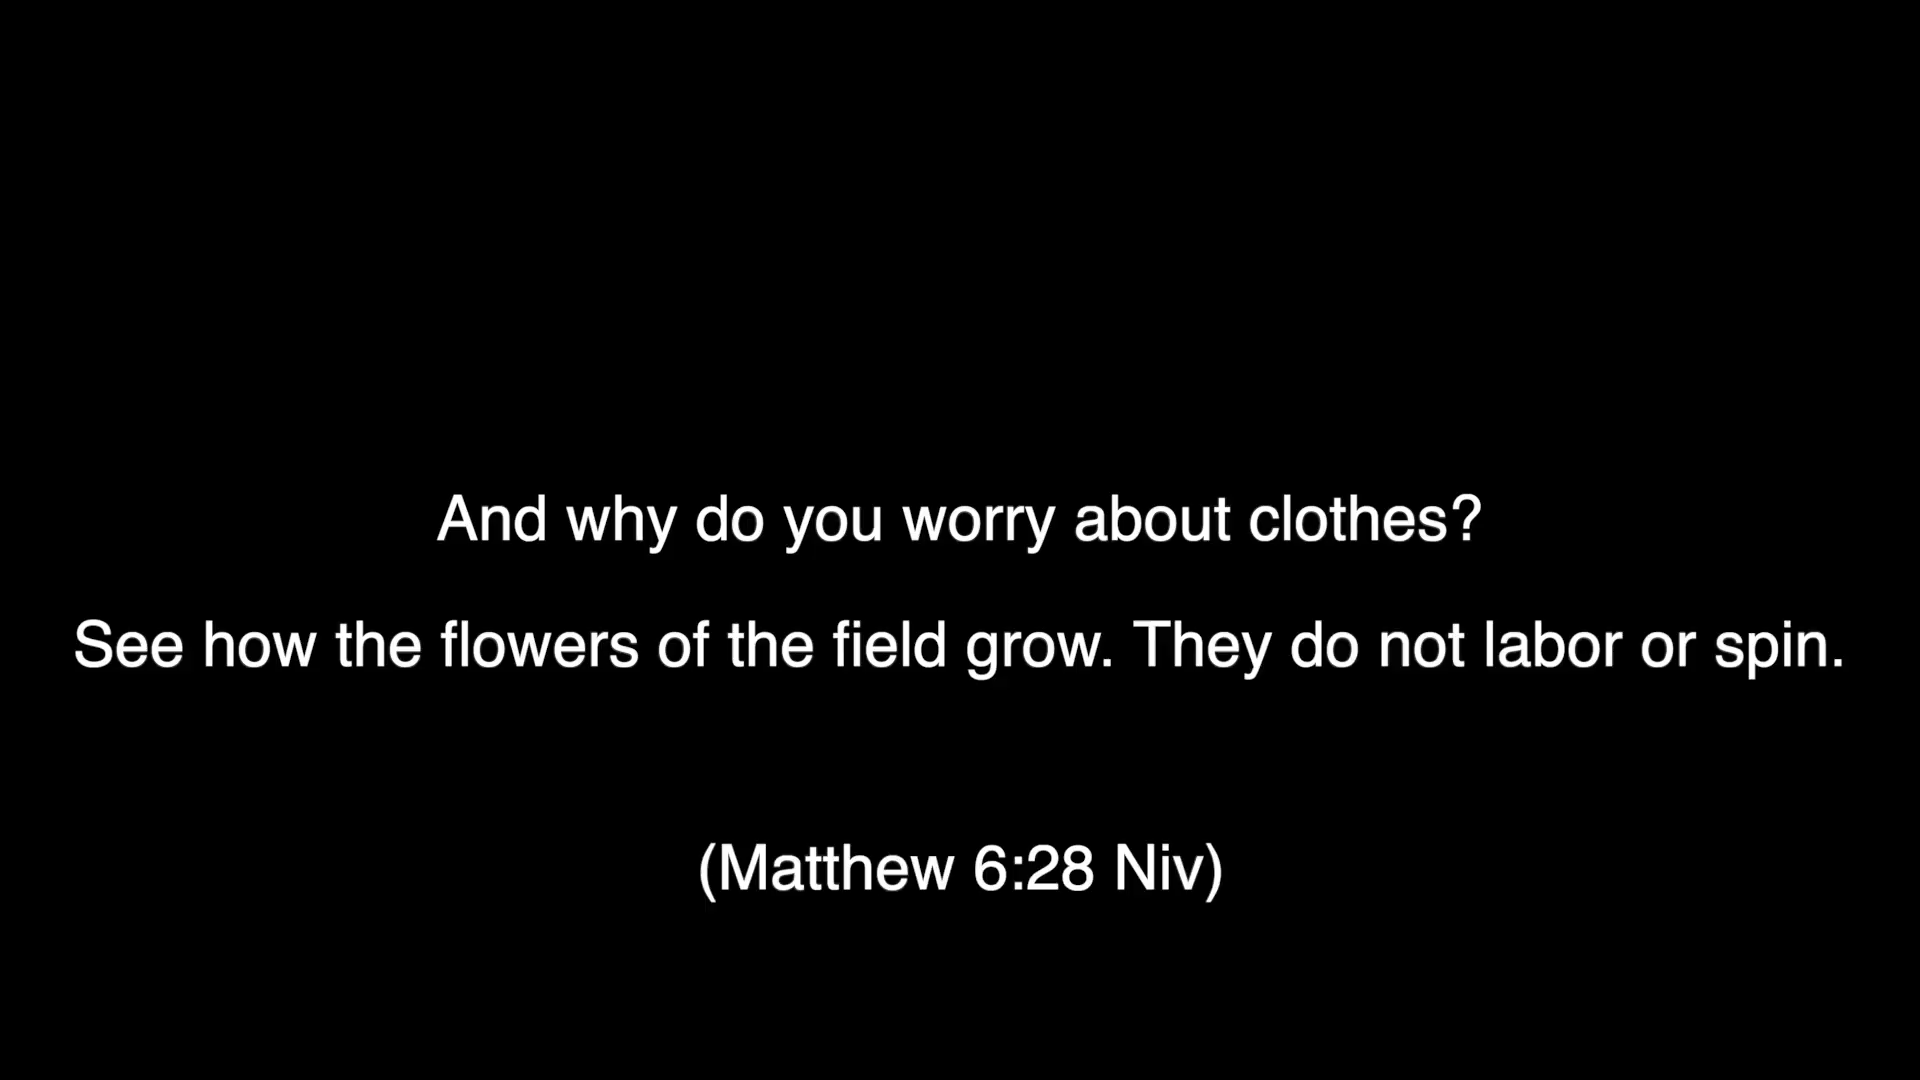 And why do you worry about clothes?
See how the flowers of the field grow. They do not labor or spin.
(Matthew 6:28 Niv)